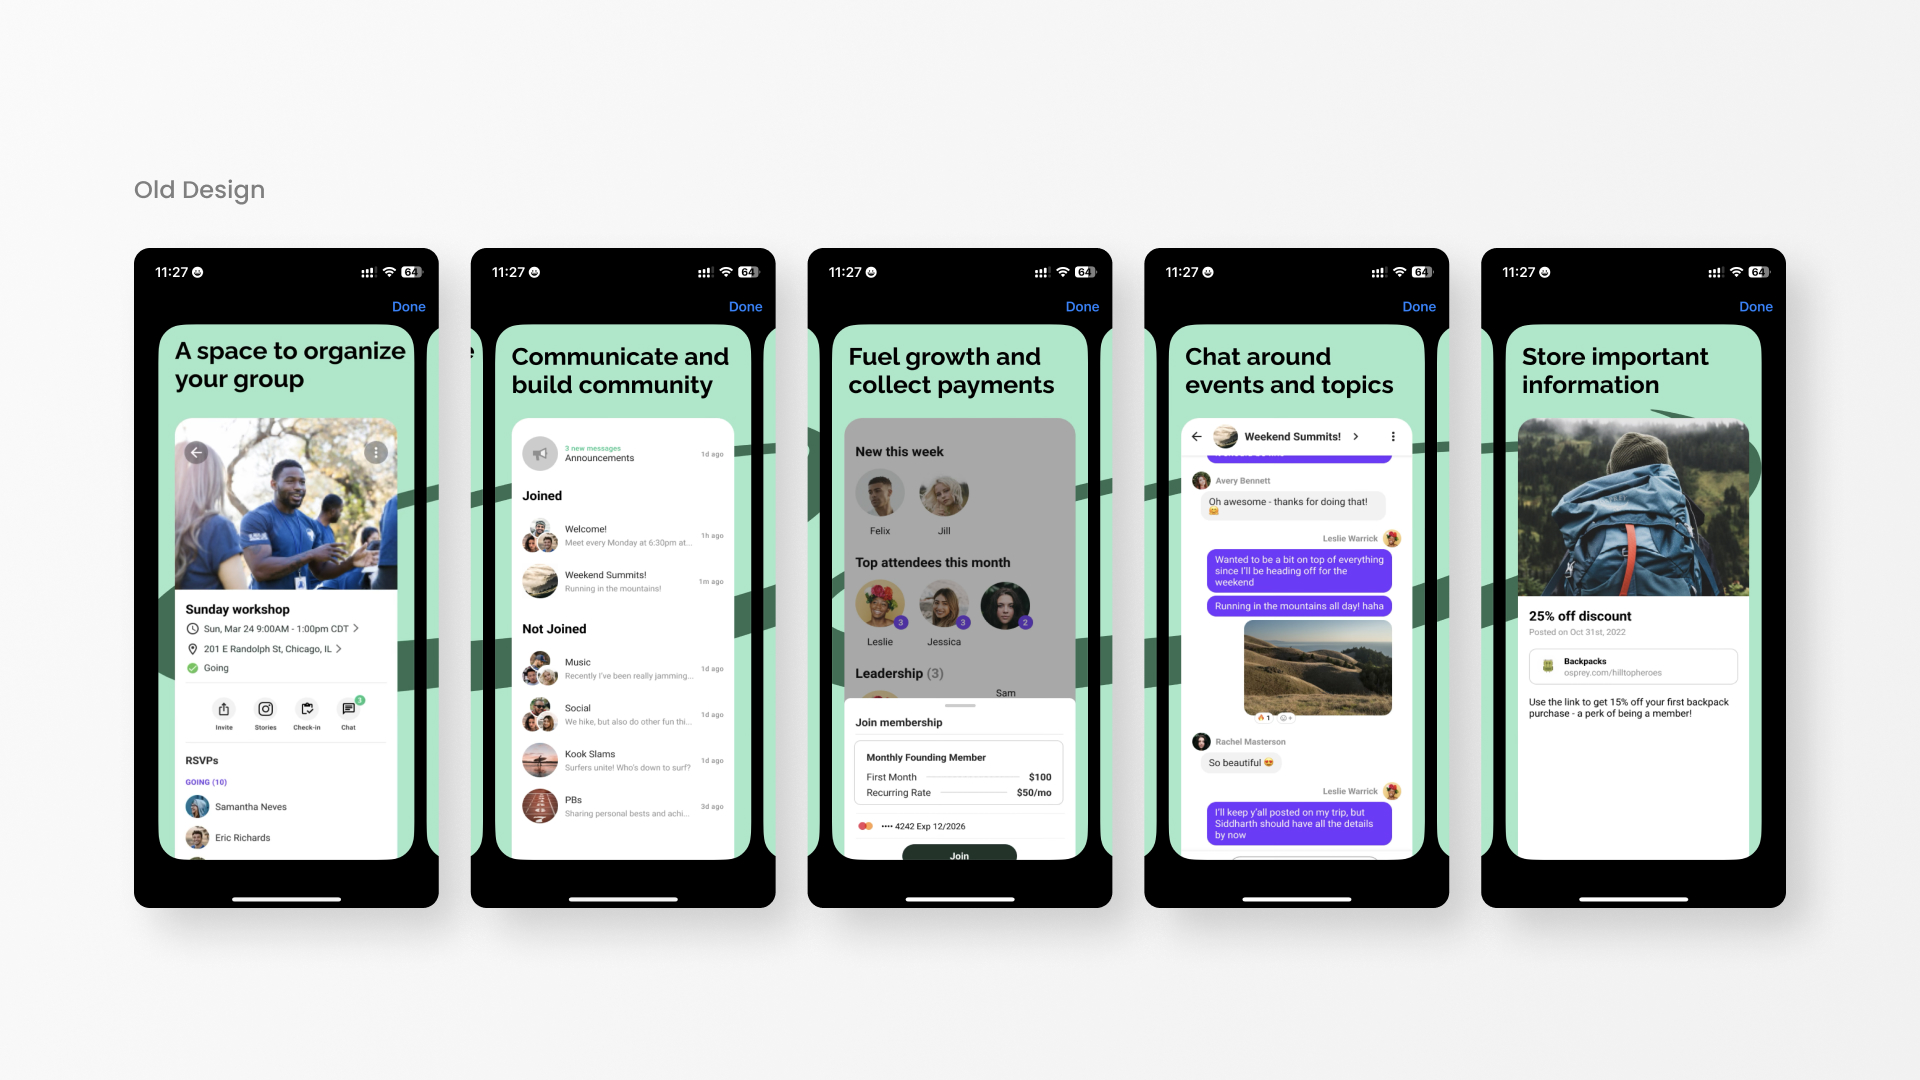 Old Design
11:27
64
Done
A space to organize
your group
Sunday workshop
Sun, Mar 24 9:00AM - 1:00pm CDT
201 E Randolph St, Chicago, IL
Going
3
Invite
Stories
Check-in
Chat
RSVPs
GOING (10)
Samantha Neves
Eric Richards
11:27
64
Done
e
Communicate and
build community
3 new messages
Announcements
1d ago
Joined
Welcome!
Meet every Monday at 6:30pm at...
1h ago
Weekend Summits!
Running in the mountains!
1m ago
Not Joined
Music
Recently I've been really jamming...
1d ago
Social
We hike, but also do other fun thi...
1d ago
Kook Slams
Surfers unite! Who's down to surf?
1d ago
PBs
Sharing personal bests and achi...
3d ago
11:27
64
Done
Fuel growth and
collect payments
New this week
Felix
Jill
Top attendees this month
3
3
2
Leslie
Jessica
Leadership (3)
Sam
Join membership
Monthly Founding Member
First Month $100
Recurring Rate $50/mo
•••• 4242 Exp 12/2026
Join
11:27
64
Done
Chat around
events and topics
Weekend Summits!
Avery Bennett
Oh awesome - thanks for doing that!
Leslie Warrick
Wanted to be a bit on top of everything
since I'll be heading off for the
weekend
Running in the mountains all day! haha
🔥 1
Rachel Masterson
So beautiful 😍
Leslie Warrick
I'll keep y'all posted on my trip, but
Siddharth should have all the details
by now
11:27
64
Done
Store important
information
25% off discount
Posted on Oct 31st, 2022
Backpacks
osprey.com/hilltopheroes
Use the link to get 15% off your first backpack
purchase - a perk of being a member!